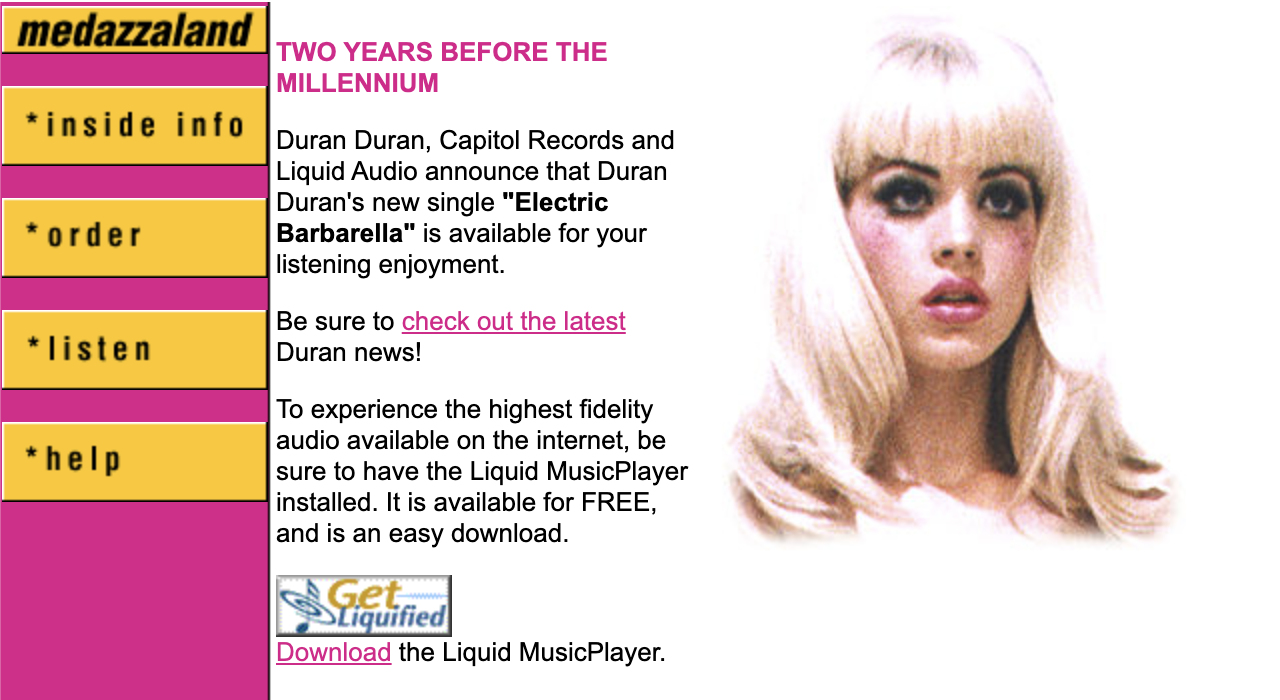 medazzaland
*inside info
*order
*listen
*help
TWO YEARS BEFORE THE
MILLENNIUM
Duran Duran, Capitol Records and
Liquid Audio announce that Duran
Duran's new single "Electric
Barbarella" is available for your
listening enjoyment.
Be sure to check out the latest
Duran news!
To experience the highest fidelity
audio available on the internet, be
sure to have the Liquid MusicPlayer
installed. It is available for FREE,
and is an easy download.
Get
Liquified
Download the Liquid MusicPlayer.